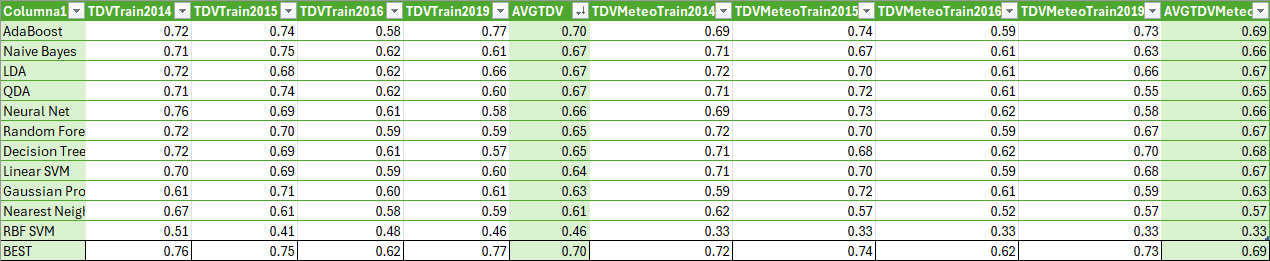 Columna1 TDVTrain2014 TDVTrain2015 TDVTrain2016 TDVTrain2019 AVGTDV TDVMeteoTrain2014 TDVMeteoTrain2015 TDVMeteoTrain2016 TDVMeteoTrain2019 AVGTDVMeteo
AdaBoost 0.72 0.74 0.58 0.77 0.70 0.69 0.74 0.59 0.73 0.69
Naive Bayes 0.71 0.75 0.62 0.61 0.67 0.71 0.67 0.61 0.63 0.66
LDA 0.72 0.68 0.62 0.66 0.67 0.72 0.70 0.61 0.66 0.67
QDA 0.71 0.74 0.62 0.60 0.67 0.71 0.72 0.61 0.55 0.65
Neural Net 0.76 0.69 0.61 0.58 0.66 0.69 0.73 0.62 0.58 0.66
Random Fore 0.72 0.70 0.59 0.59 0.65 0.72 0.70 0.59 0.67 0.67
Decision Tree 0.72 0.69 0.61 0.57 0.65 0.71 0.68 0.62 0.70 0.68
Linear SVM 0.70 0.69 0.59 0.60 0.64 0.71 0.70 0.59 0.68 0.67
Gaussian Pro 0.61 0.71 0.60 0.61 0.63 0.59 0.72 0.61 0.59 0.63
Nearest Neigh 0.67 0.61 0.58 0.59 0.61 0.62 0.57 0.52 0.57 0.57
RBF SVM 0.51 0.41 0.48 0.46 0.46 0.33 0.33 0.33 0.33 0.33
BEST 0.76 0.75 0.62 0.77 0.70 0.72 0.74 0.62 0.73 0.69